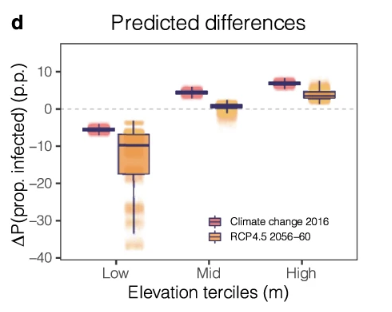 d Predicted differences
ΔP(prop. infected) (p.p.)
10
0
−10
−20
−30
−40
Climate change 2016
RCP4.5 2056–60
Low Mid High
Elevation terciles (m)